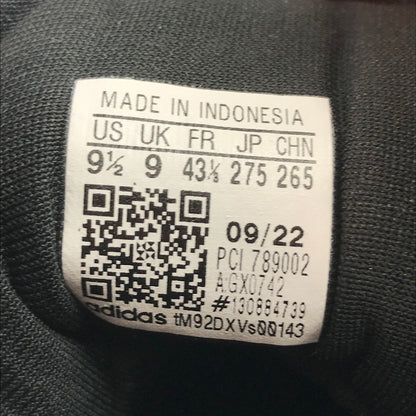 MADE IN INDONESIA
US UK FR JP CHN
9½ 9 43⅓ 275 265
09/22
PCI 789002
A:GX0742
#130884739
adidas tM92DXVs00143